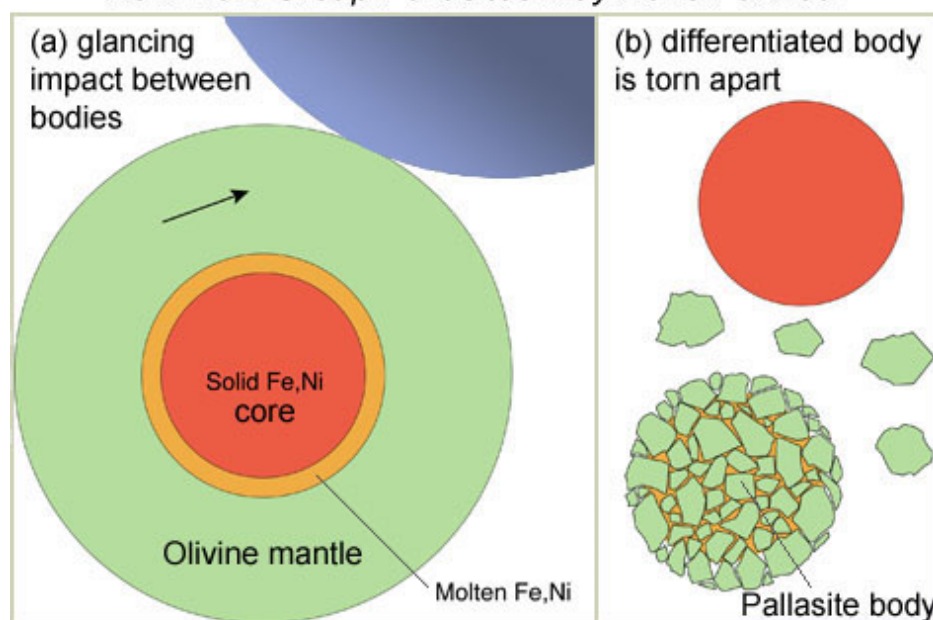 (a) glancing
impact between
bodies
(b) differentiated body
is torn apart
Solid Fe,Ni
core
Olivine mantle
Molten Fe,Ni
Pallasite body